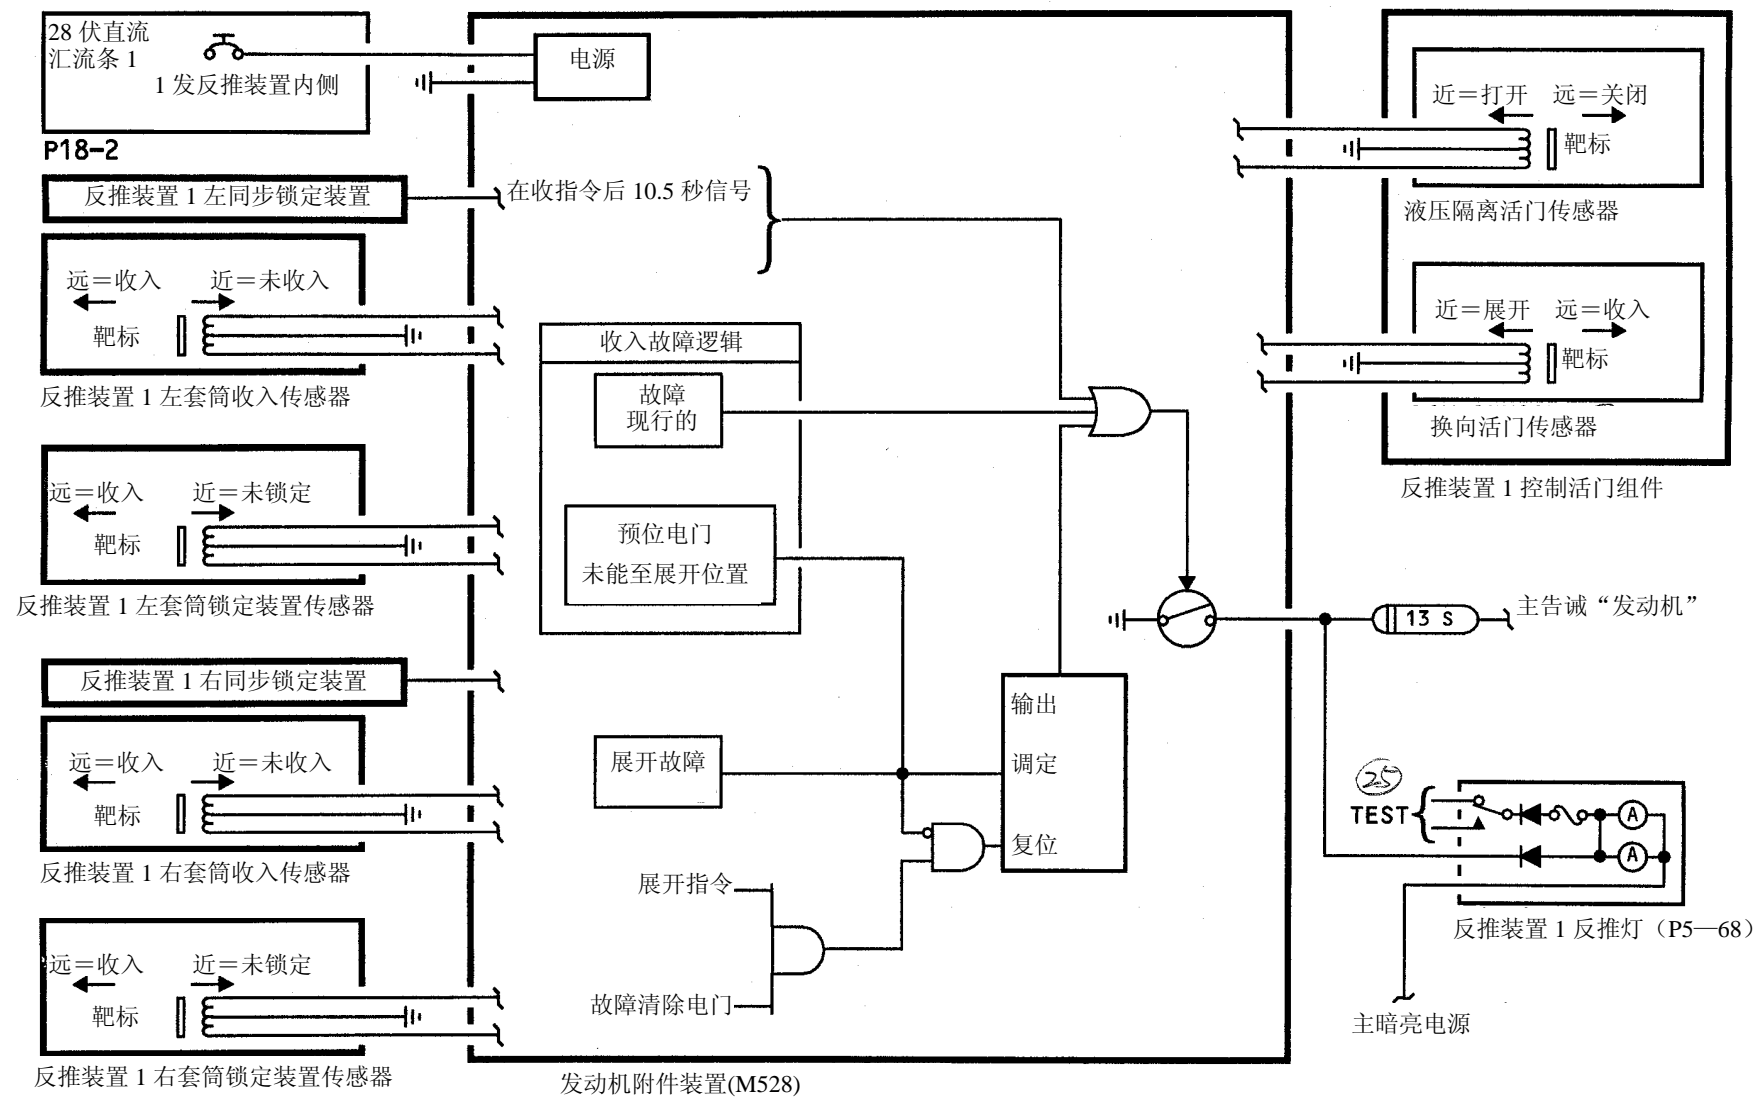 28 伏直流
汇流条 1
1 发反推装置内侧
P18-2
电源
反推装置 1 左同步锁定装置
在收指令后 10.5 秒信号
远＝收入 近＝未收入
靶标
反推装置 1 左套筒收入传感器
远＝收入 近＝未锁定
靶标
反推装置 1 左套筒锁定装置传感器
反推装置 1 右同步锁定装置
远＝收入 近＝未收入
靶标
反推装置 1 右套筒收入传感器
远＝收入 近＝未锁定
靶标
反推装置 1 右套筒锁定装置传感器
收入故障逻辑
故障
现行的
预位电门
未能至展开位置
展开故障
展开指令
故障清除电门
输出
调定
复位
发动机附件装置(M528)
近＝打开 远＝关闭
靶标
液压隔离活门传感器
近＝展开 远＝收入
靶标
换向活门传感器
反推装置 1 控制活门组件
13 S
主告诫“发动机”
25
TEST
A
A
反推装置 1 反推灯（P5—68）
主暗亮电源